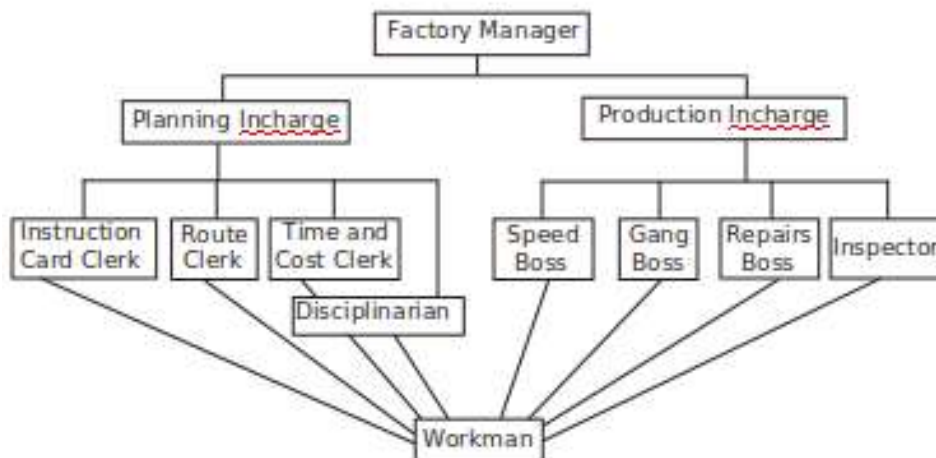 Factory Manager
Planning Incharge
Production Incharge
Instruction
Card Clerk
Route
Clerk
Time and
Cost Clerk
Disciplinarian
Speed
Boss
Gang
Boss
Repairs
Boss
Inspector
Workman